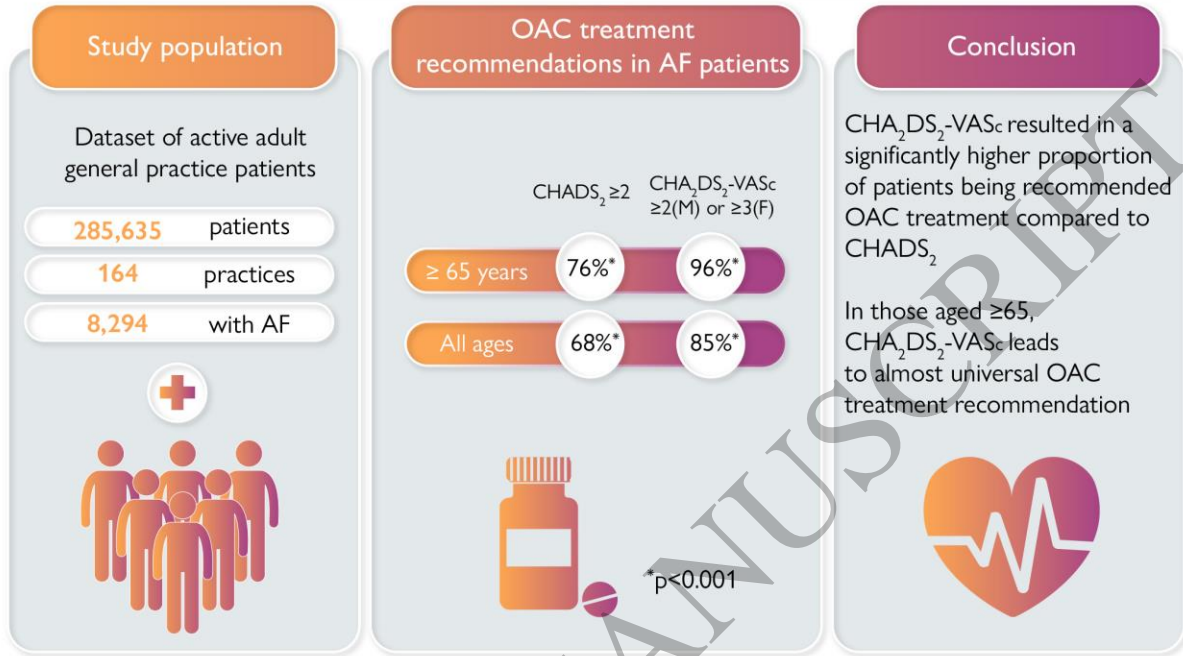 Study population
Dataset of active adult
general practice patients
285,635 patients
164 practices
8,294 with AF
OAC treatment
recommendations in AF patients
CHADS₂ ≥2
CHA₂DS₂-VASc
≥2(M) or ≥3(F)
≥ 65 years 76%* 96%*
All ages 68%* 85%*
*p<0.001
Conclusion
CHA₂DS₂-VASc resulted in a
significantly higher proportion
of patients being recommended
OAC treatment compared to
CHADS₂
In those aged ≥65,
CHA₂DS₂-VASc leads
to almost universal OAC
treatment recommendation
ANUSCRIPT